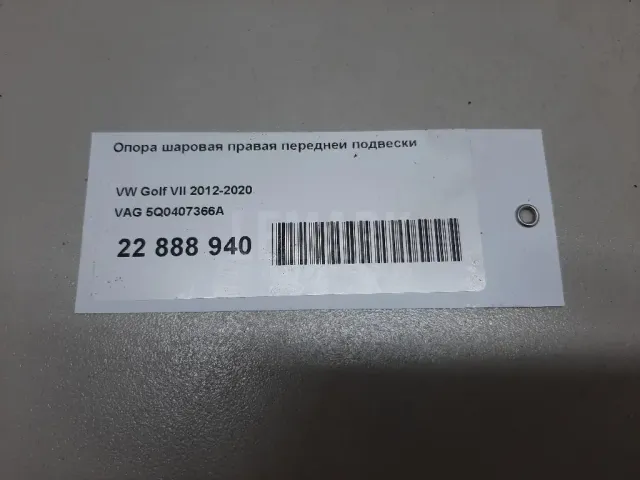 Опора шаровая правая передней подвески
VW Golf VII 2012-2020
VAG 5Q0407366A
22 888 940